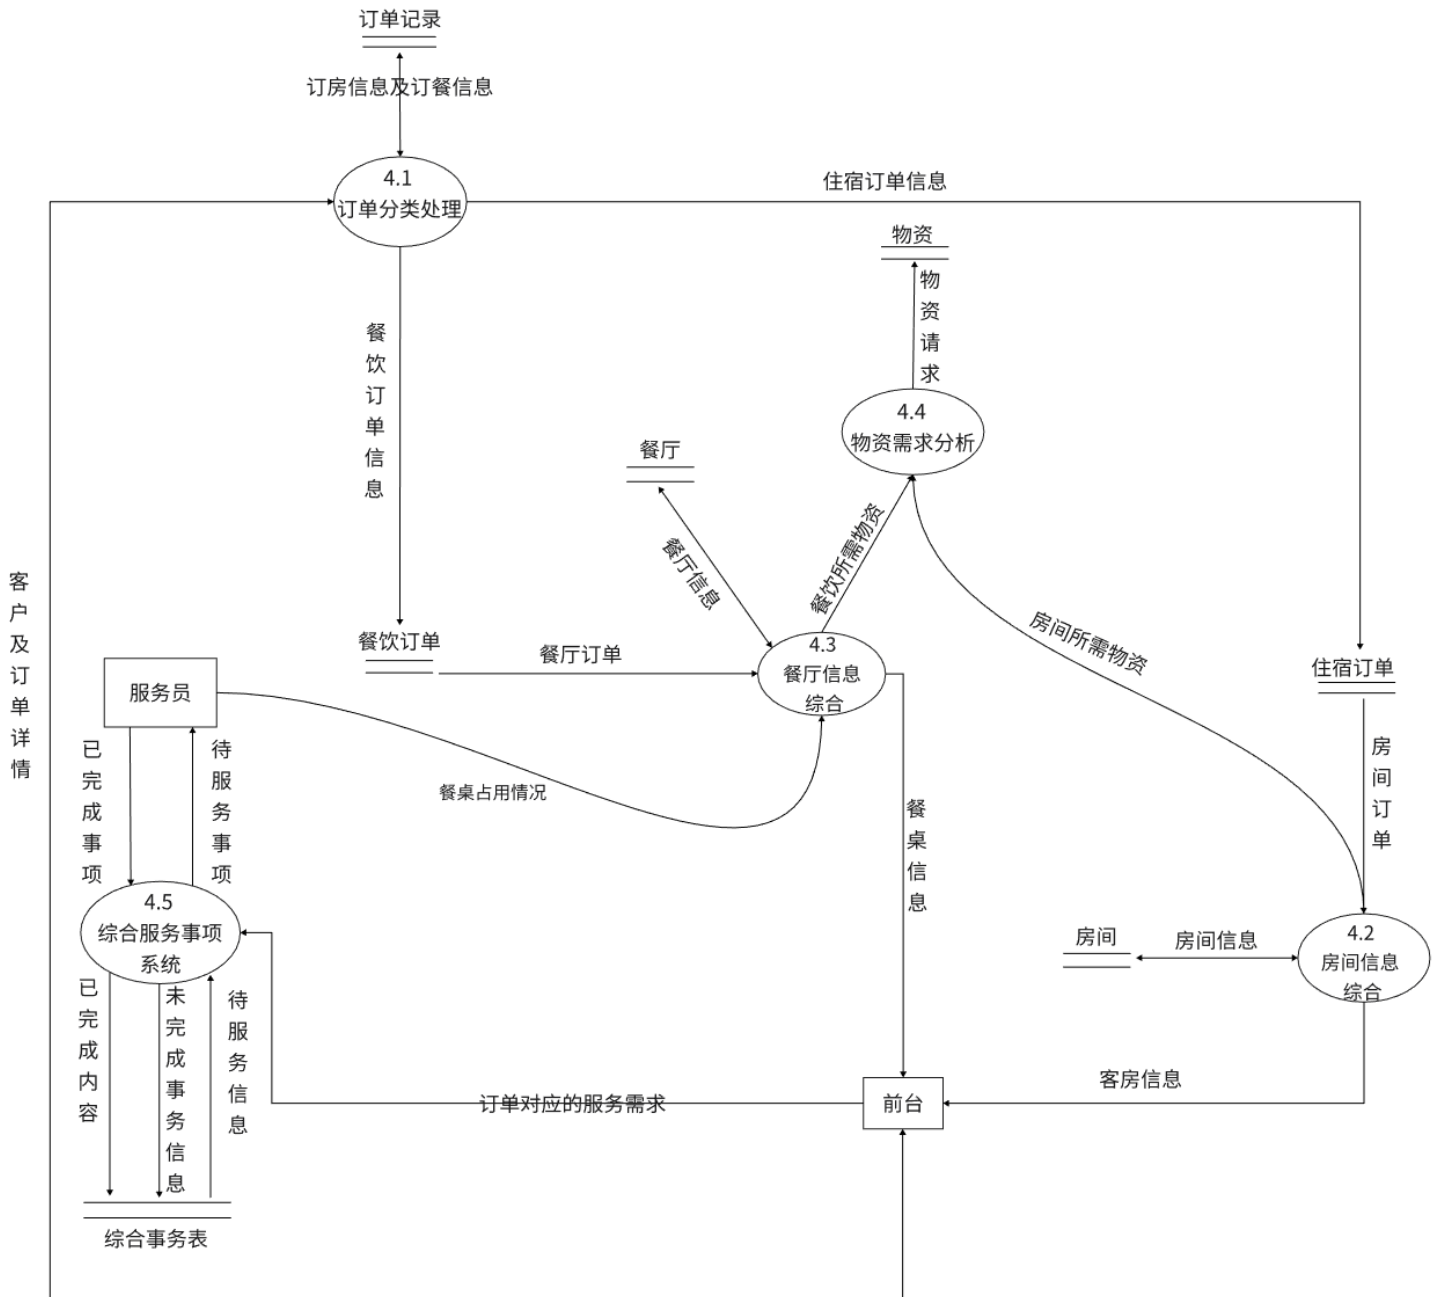 订单记录
订房信息及订餐信息
4.1
订单分类处理
住宿订单信息
物资
物资请求
餐饮订单信息
4.4
物资需求分析
餐厅
餐厅信息
餐饮所需物资
房间所需物资
客户及订单详情
餐饮订单
餐厅订单
4.3
餐厅信息
综合
住宿订单
服务员
已完成事项
待服务事项
餐桌占用情况
餐桌信息
房间订单
4.5
综合服务事项
系统
房间
房间信息
4.2
房间信息
综合
已完成内容
未完成事务信息
待服务信息
客房信息
订单对应的服务需求
前台
综合事务表